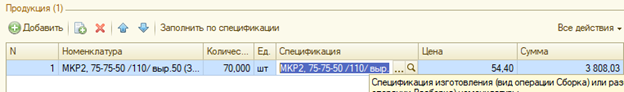 Продукция (1)
Добавить Заполнить по спецификации Все действия
N Номенклатура Количес... Ед. Спецификация Цена Сумма
1 МКР2, 75-75-50 /110/ выр.50 (3... 70,000 шт МКР2, 75-75-50 /110/ выр. ... 54,40 3 808,03
Спецификация изготовления (вид операции Сборка) или раз